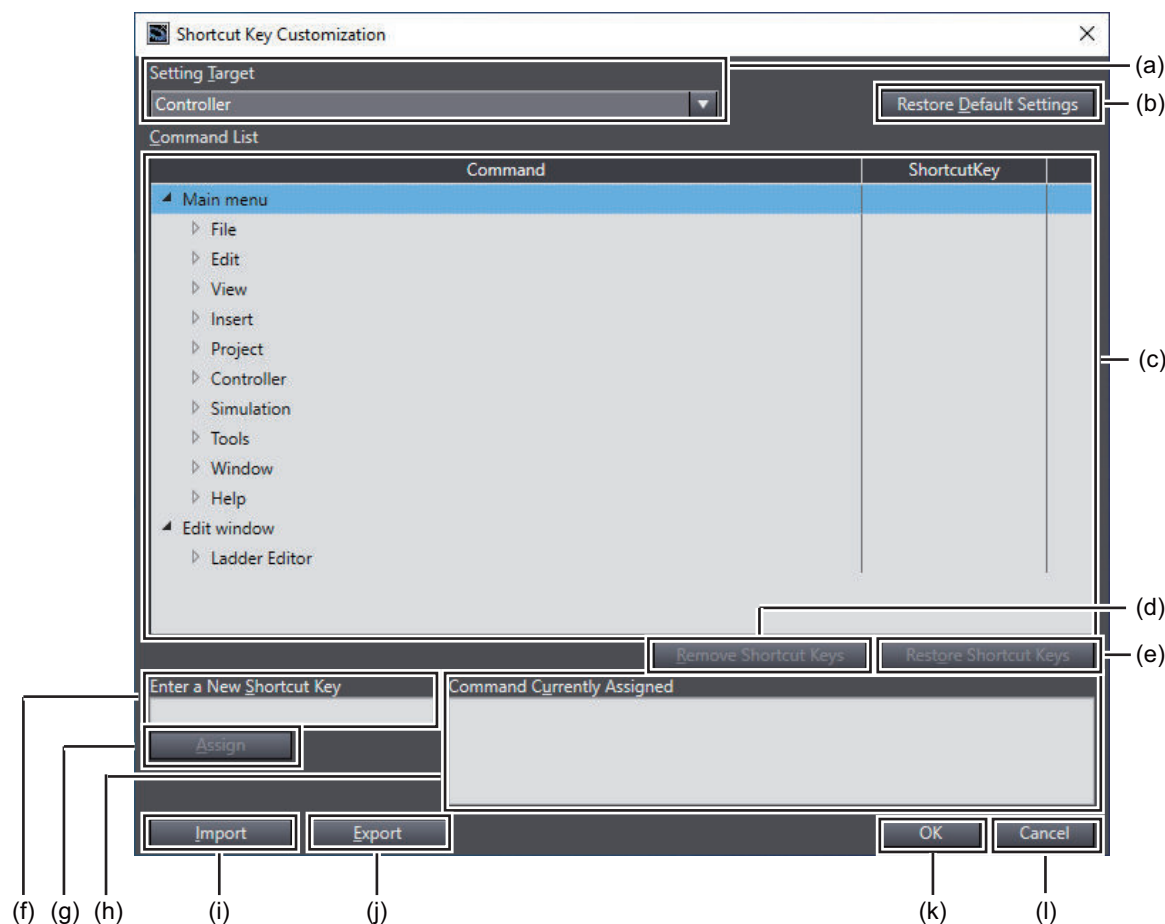 Shortcut Key Customization
Setting Target
(a)
Controller
Restore Default Settings
(b)
Command List
Command ShortcutKey
Main menu
File
Edit
View
Insert
Project
(c)
Controller
Simulation
Tools
Window
Help
Edit window
Ladder Editor
(d)
Remove Shortcut Keys Restore Shortcut Keys
(e)
Enter a New Shortcut Key Command Currently Assigned
Assign
Import Export OK Cancel
(f) (g) (h) (i) (j) (k) (l)